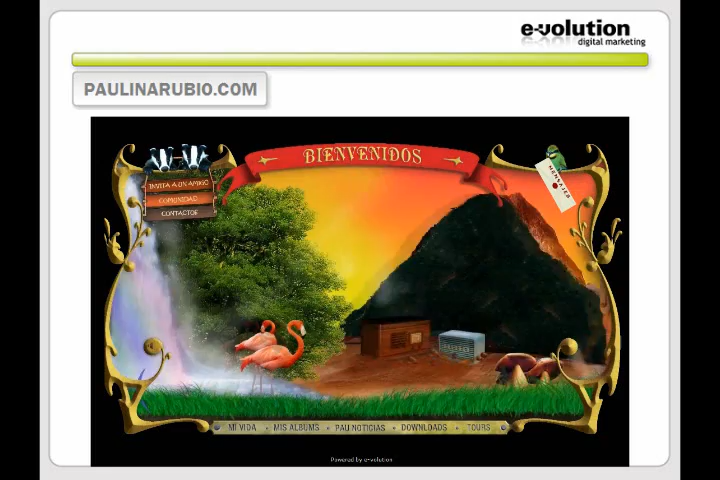 e-volution
digital marketing
PAULINARUBIO.COM
BIENVENIDOS
INVITA A UN AMIGO
COMUNIDAD
CONTACTOS
MENSAJES
MI VIDA • MIS ALBUMS • PAU NOTICIAS • DOWNLOADS • TOURS
Powered by e-volution